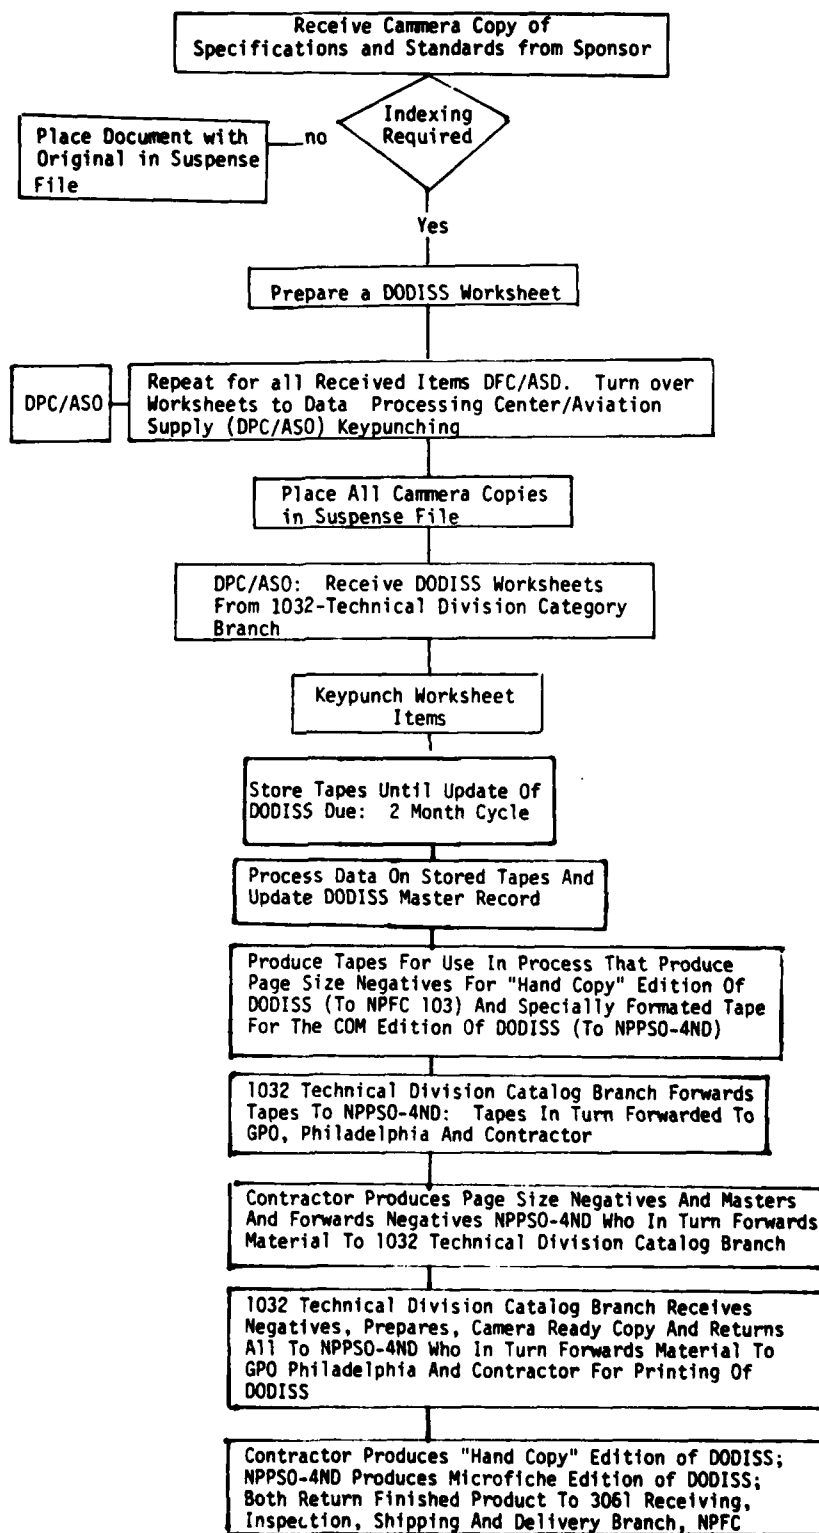 Receive Cammera Copy of
Specifications and Standards from Sponsor
Indexing
Required
no
Place Document with
Original in Suspense
File
Yes
Prepare a DODISS Worksheet
DPC/ASO
Repeat for all Received Items DFC/ASD. Turn over
Worksheets to Data Processing Center/Aviation
Supply (DPC/ASO) Keypunching
Place All Cammera Copies
in Suspense File
DPC/ASO: Receive DODISS Worksheets
From 1032-Technical Division Category
Branch
Keypunch Worksheet
Items
Store Tapes Until Update Of
DODISS Due: 2 Month Cycle
Process Data On Stored Tapes And
Update DODISS Master Record
Produce Tapes For Use In Process That Produce
Page Size Negatives For "Hand Copy" Edition Of
DODISS (To NPFC 103) And Specially Formated Tape
For The COM Edition Of DODISS (To NPPSO-4ND)
1032 Technical Division Catalog Branch Forwards
Tapes To NPPSO-4ND: Tapes In Turn Forwarded To
GPO, Philadelphia And Contractor
Contractor Produces Page Size Negatives And Masters
And Forwards Negatives NPPSO-4ND Who In Turn Forwards
Material To 1032 Technical Division Catalog Branch
1032 Technical Division Catalog Branch Receives
Negatives, Prepares, Camera Ready Copy And Returns
All To NPPSO-4ND Who In Turn Forwards Material To
GPO Philadelphia And Contractor For Printing Of
DODISS
Contractor Produces "Hand Copy" Edition of DODISS;
NPPSO-4ND Produces Microfiche Edition of DODISS;
Both Return Finished Product To 3061 Receiving,
Inspection, Shipping And Delivery Branch, NPFC